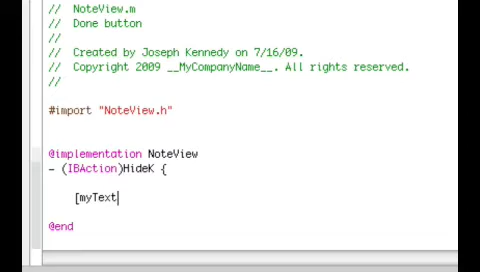 // NoteView.m
// Done button
//
// Created by Joseph Kennedy on 7/16/09.
// Copyright 2009 __MyCompanyName__. All rights reserved.
//
#import "NoteView.h"
@implementation NoteView
- (IBAction)HideK {
[myText
@end